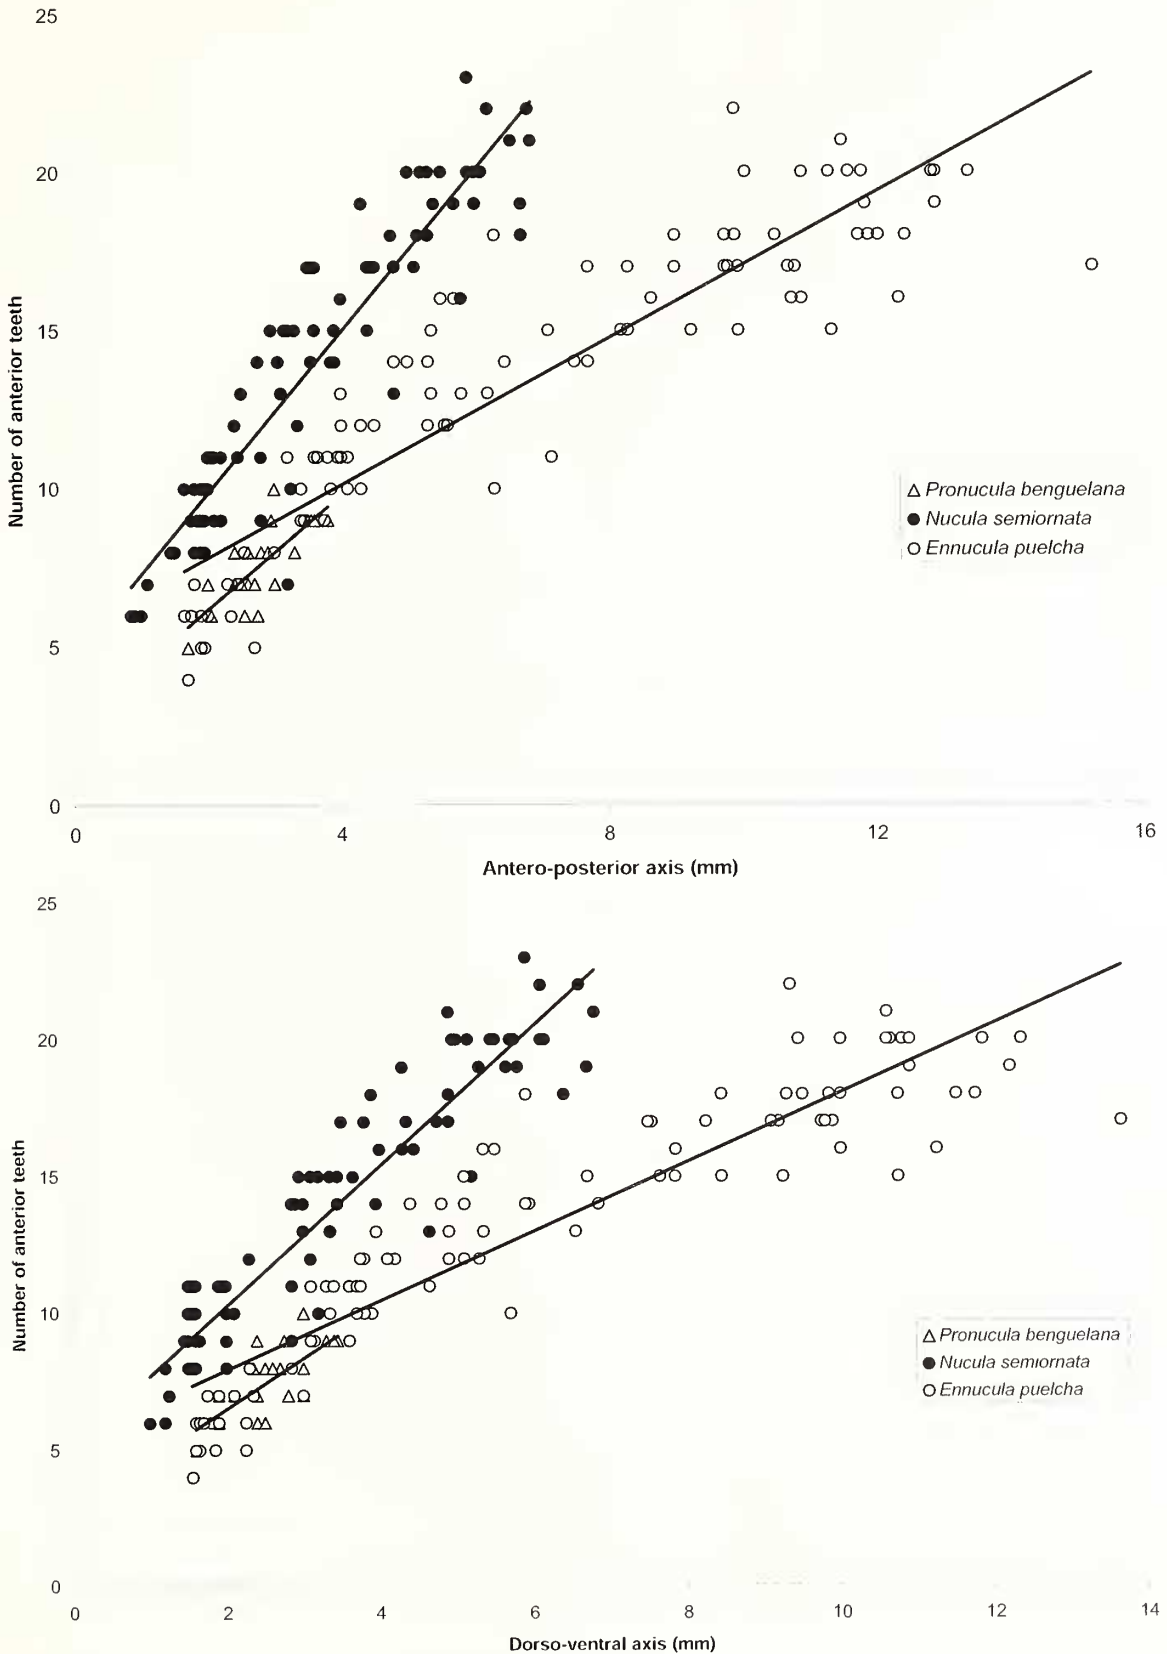 25
20
15
10
5
0
Number of anterior teeth
△ Pronucula benguelana
● Nucula semiornata
○ Ennucula puelcha
0 4 8 12 16
Antero-posterior axis (mm)
25
20
15
10
5
0
Number of anterior teeth
△ Pronucula benguelana
● Nucula semiornata
○ Ennucula puelcha
0 2 4 6 8 10 12 14
Dorso-ventral axis (mm)